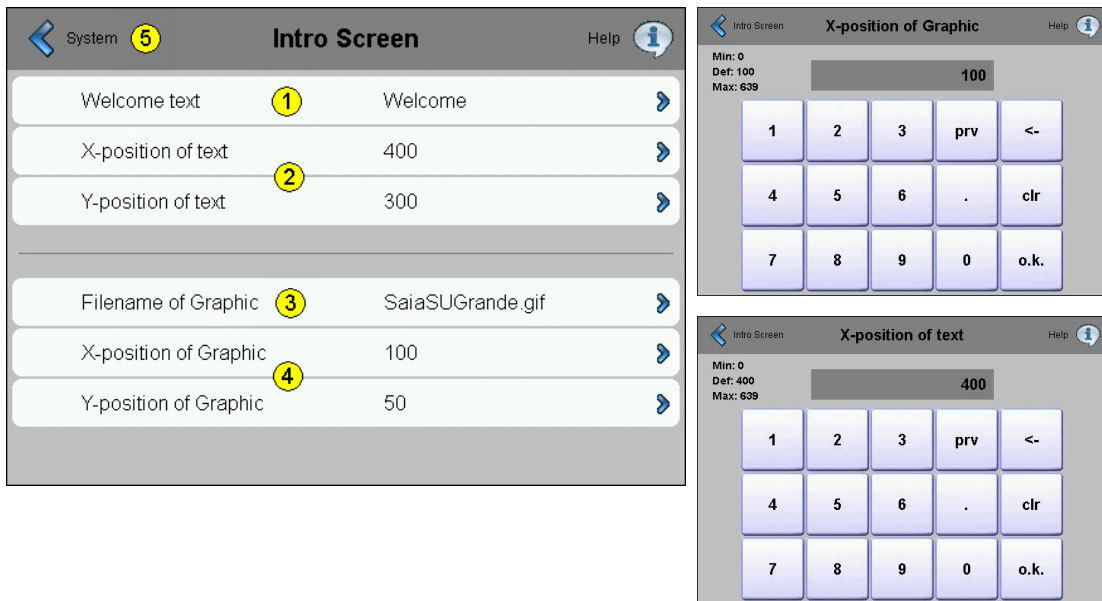 System 5 Intro Screen Help
Welcome text 1 Welcome
X-position of text 400
2
Y-position of text 300
Filename of Graphic 3 SaiaSUGrande.gif
X-position of Graphic 100
4
Y-position of Graphic 50
Intro Screen X-position of Graphic Help
Min: 0
Def: 100
Max: 639
100
1 2 3 prv <-
4 5 6 . clr
7 8 9 0 o.k.
Intro Screen X-position of text Help
Min: 0
Def: 400
Max: 639
400
1 2 3 prv <-
4 5 6 . clr
7 8 9 0 o.k.